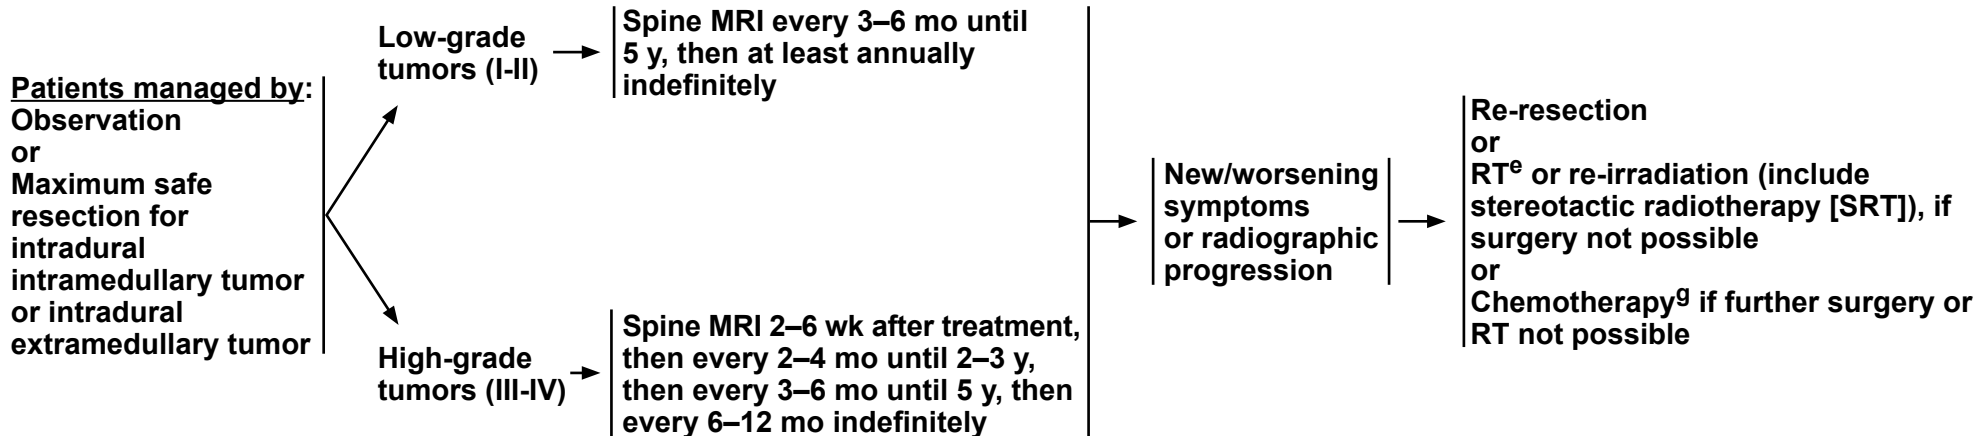 Patients managed by:
Observation
or
Maximum safe
resection for
intradural
intramedullary tumor
or intradural
extramedullary tumor
Low-grade
tumors (I-II)
Spine MRI every 3–6 mo until
5 y, then at least annually
indefinitely
High-grade
tumors (III-IV)
Spine MRI 2–6 wk after treatment,
then every 2–4 mo until 2–3 y,
then every 3–6 mo until 5 y, then
every 6–12 mo indefinitely
New/worsening
symptoms
or radiographic
progression
Re-resection
or
RTe or re-irradiation (include
stereotactic radiotherapy [SRT]), if
surgery not possible
or
Chemotherapyg if further surgery or
RT not possible